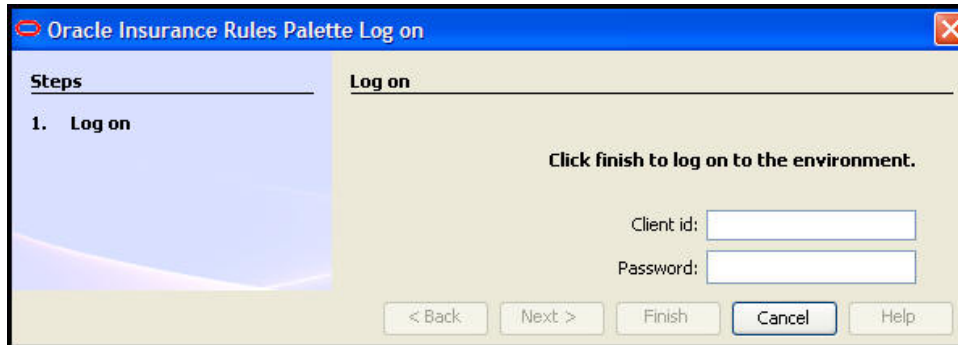 Oracle Insurance Rules Palette Log on
Steps
1. Log on
Log on
Click finish to log on to the environment.
Client id:
Password:
< Back Next > Finish Cancel Help